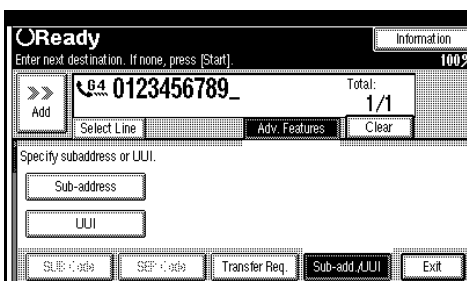 Ready
Information
Enter next destination. If none, press [Start].
100%
Add
G4 0123456789_
Total:
1/1
Select Line
Adv. Features
Clear
Specify subaddress or UUI.
Sub-address
UUI
SUB Code
SEP Code
Transfer Req.
Sub-add./UUI
Exit